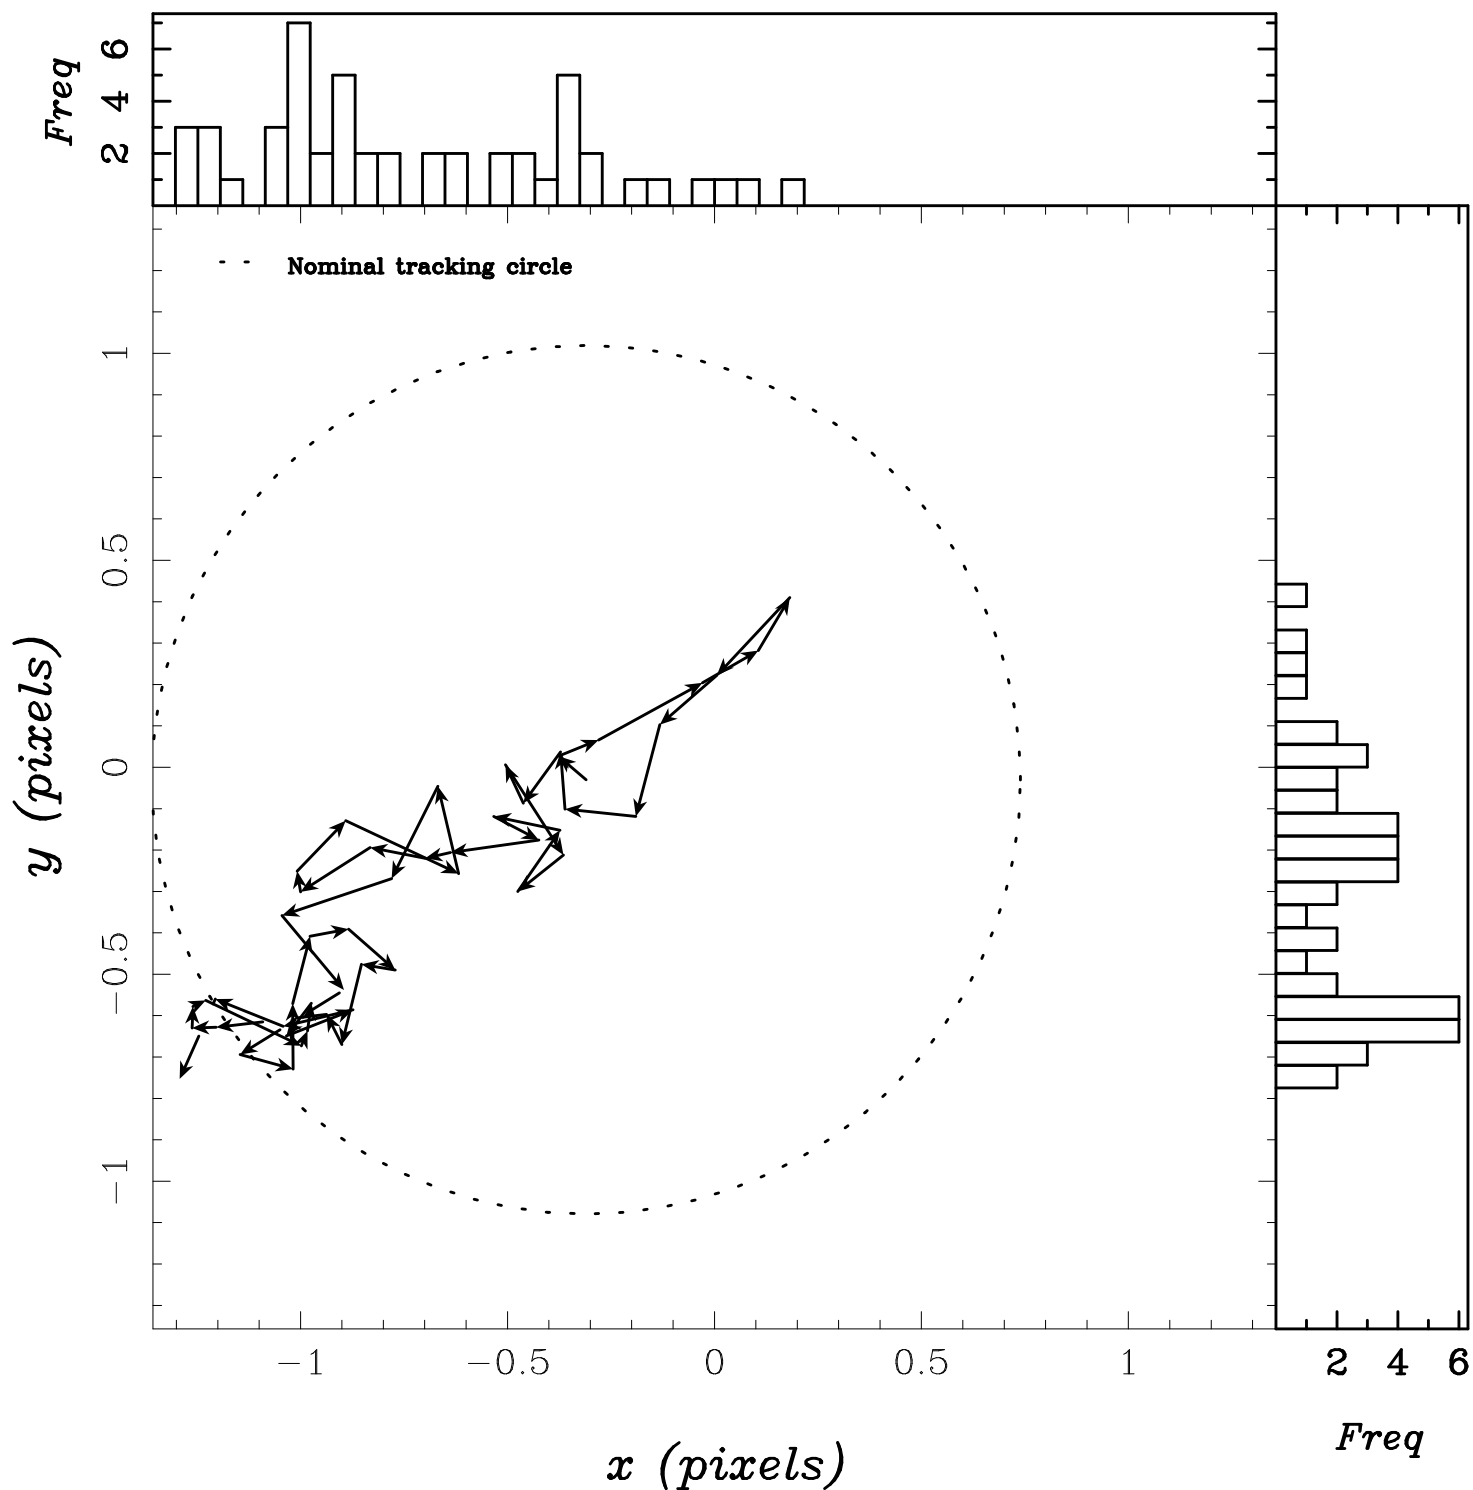 Freq
6
4
2
Nominal tracking circle
1
0.5
0
−0.5
−1
y (pixels)
−1 −0.5 0 0.5 1
2 4 6
x (pixels)
Freq